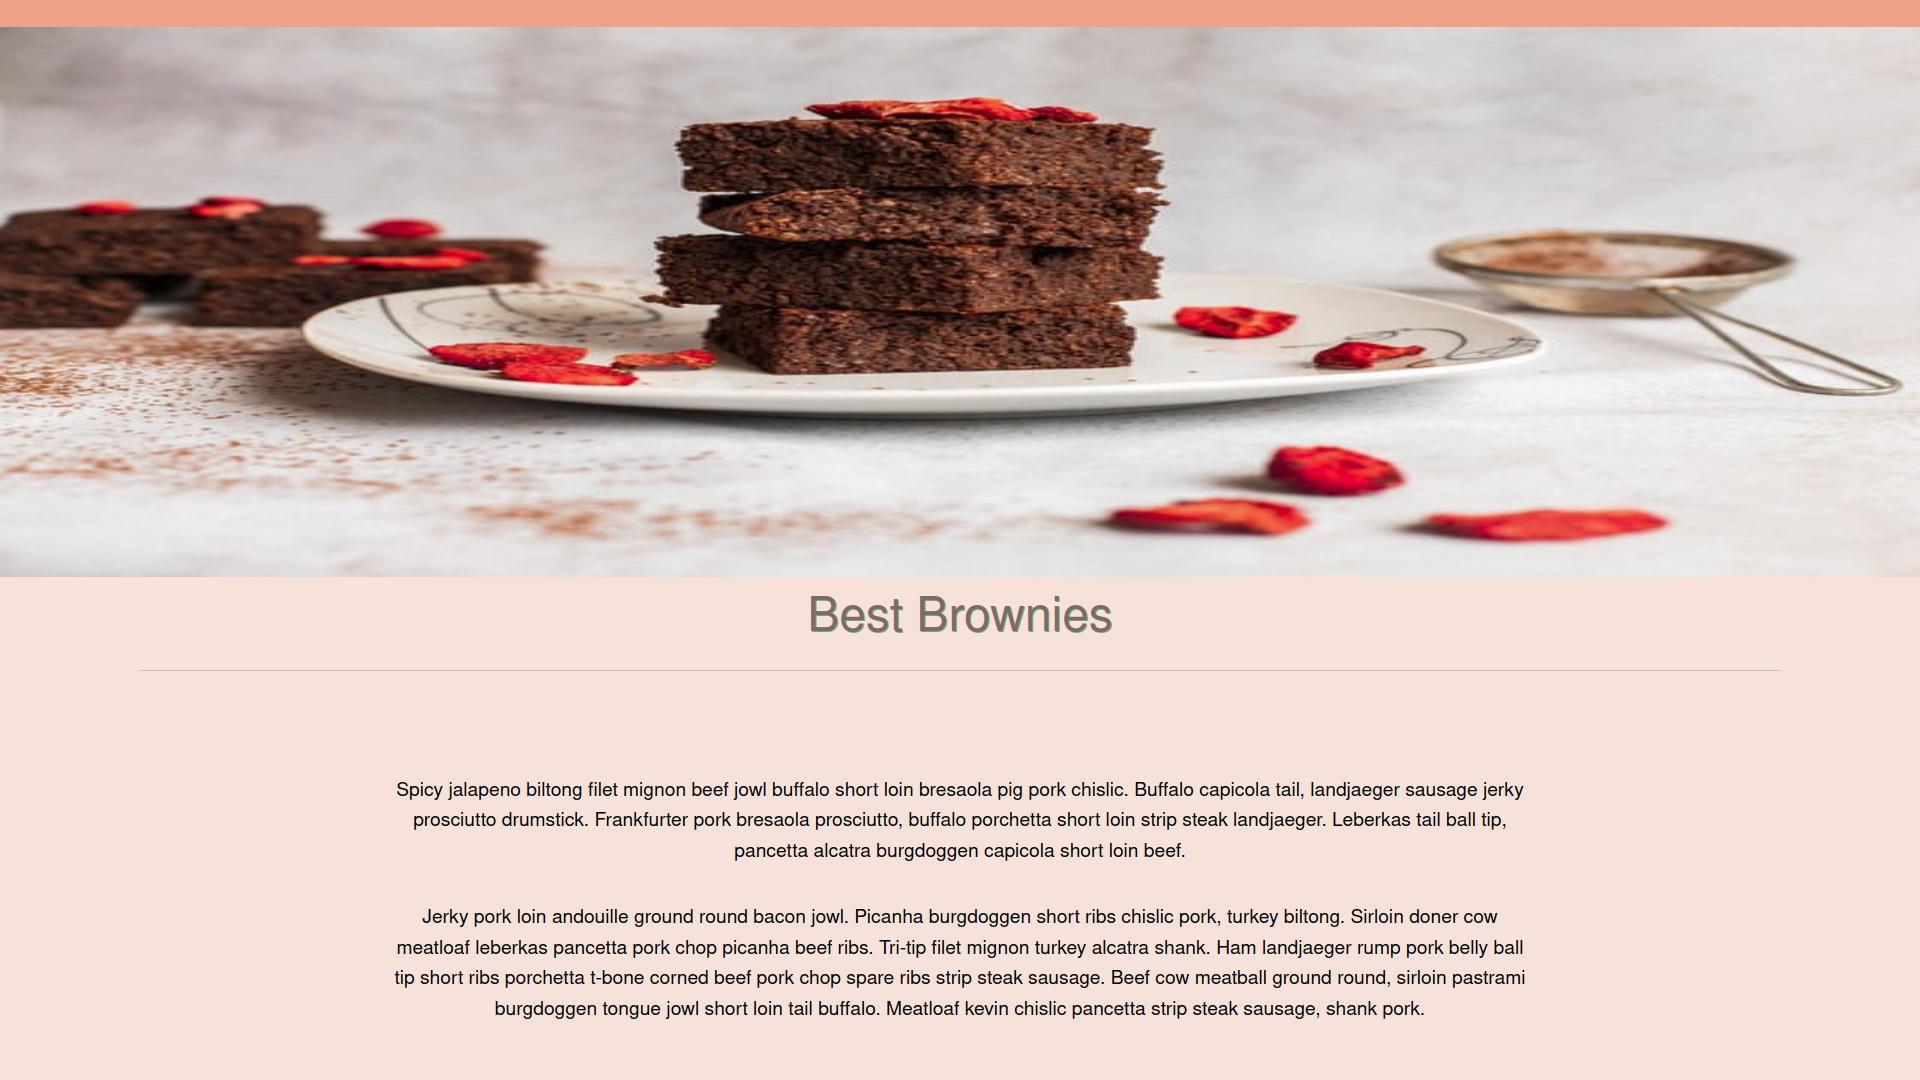 Best Brownies
Spicy jalapeno biltong filet mignon beef jowl buffalo short loin bresaola pig pork chislic. Buffalo capicola tail, landjaeger sausage jerky
prosciutto drumstick. Frankfurter pork bresaola prosciutto, buffalo porchetta short loin strip steak landjaeger. Leberkas tail ball tip,
pancetta alcatra burgdoggen capicola short loin beef.
Jerky pork loin andouille ground round bacon jowl. Picanha burgdoggen short ribs chislic pork, turkey biltong. Sirloin doner cow
meatloaf leberkas pancetta pork chop picanha beef ribs. Tri-tip filet mignon turkey alcatra shank. Ham landjaeger rump pork belly ball
tip short ribs porchetta t-bone corned beef pork chop spare ribs strip steak sausage. Beef cow meatball ground round, sirloin pastrami
burgdoggen tongue jowl short loin tail buffalo. Meatloaf kevin chislic pancetta strip steak sausage, shank pork.